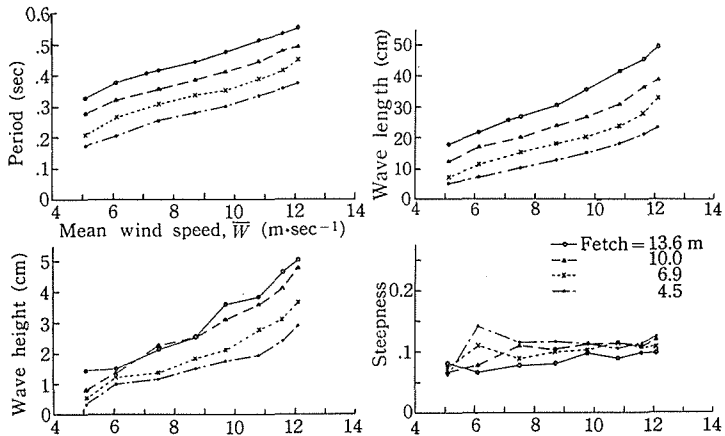 0.6
.5
.4
.3
.2
.1
0
Period (sec)
4 6 8 10 12 14
Mean wind speed, W̅ (m·sec⁻¹)
50
40
30
20
10
0
Wave length (cm)
4 6 8 10 12 14
5
4
3
2
1
0
Wave height (cm)
4 6 8 10 12 14
Fetch=13.6 m
10.0
6.9
4.5
0.2
.1
0
Steepness
4 6 8 10 12 14